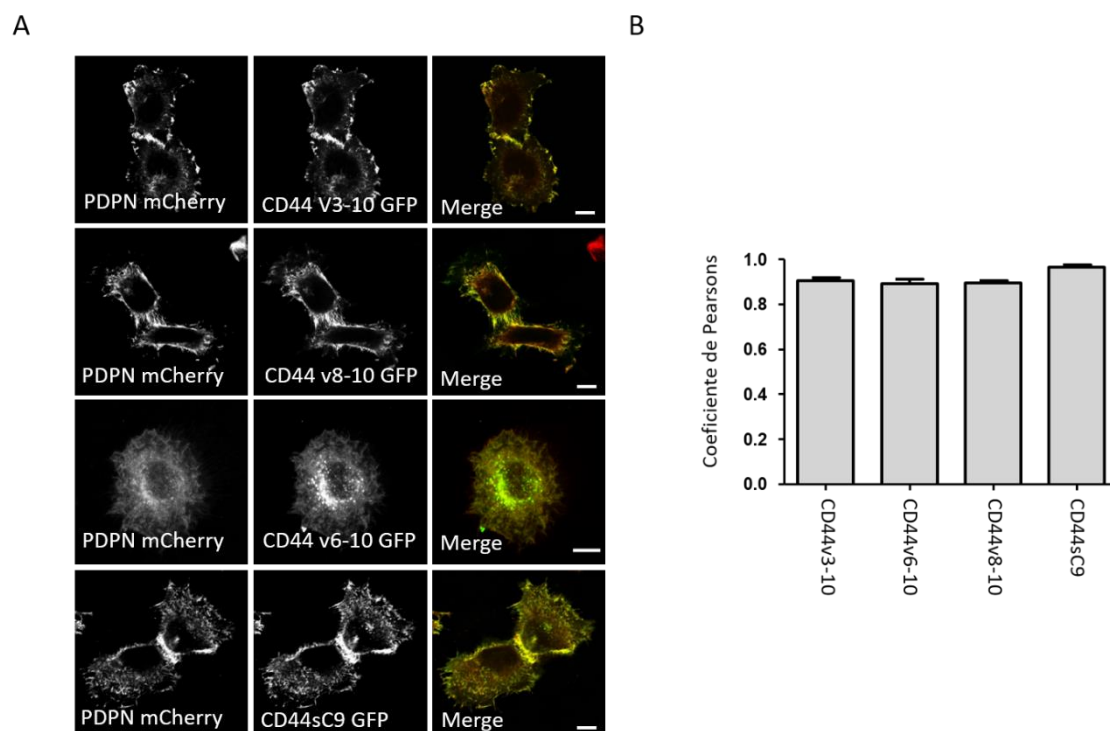 A
B
PDPN mCherry
CD44 V3-10 GFP
Merge
PDPN mCherry
CD44 v8-10 GFP
Merge
PDPN mCherry
CD44 v6-10 GFP
Merge
PDPN mCherry
CD44sC9 GFP
Merge
Coeficiente de Pearsons
1.0
0.8
0.6
0.4
0.2
0.0
CD44v3-10
CD44v6-10
CD44v8-10
CD44sC9